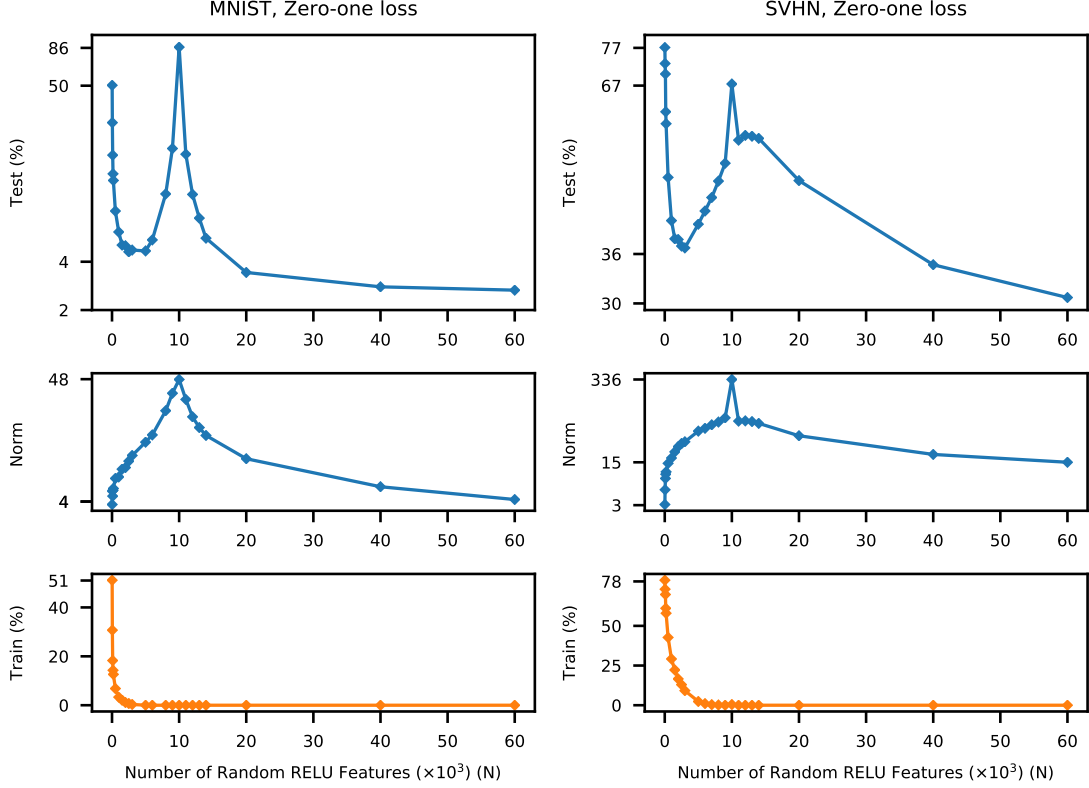 MNIST, Zero-one loss
86
50
4
2
Test (%)
0 10 20 30 40 50 60
48
4
Norm
0 10 20 30 40 50 60
51
40
20
0
Train (%)
0 10 20 30 40 50 60
Number of Random RELU Features (×10³) (N)
SVHN, Zero-one loss
77
67
36
30
Test (%)
0 10 20 30 40 50 60
336
15
3
Norm
0 10 20 30 40 50 60
78
50
25
0
Train (%)
0 10 20 30 40 50 60
Number of Random RELU Features (×10³) (N)